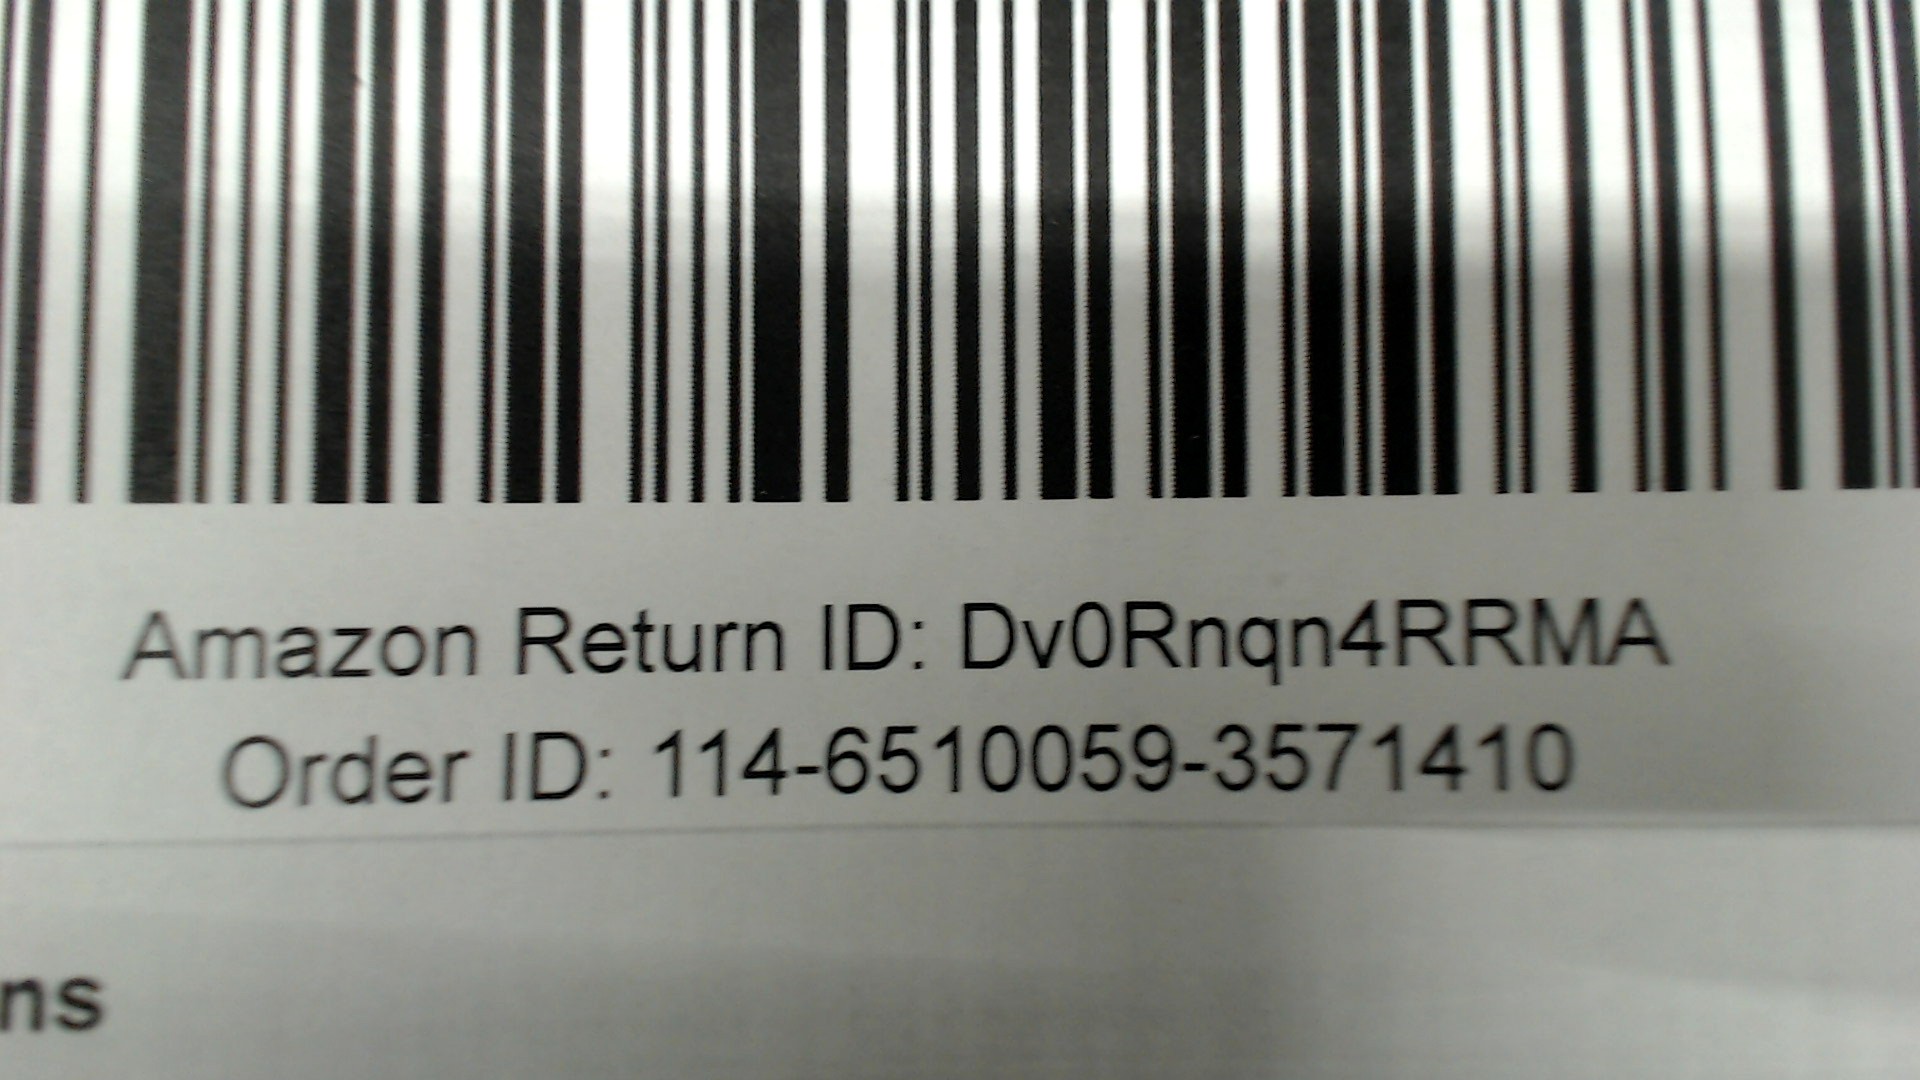 Amazon Return ID: Dv0Rnqn4RRMA
Order ID: 114-6510059-3571410
ns